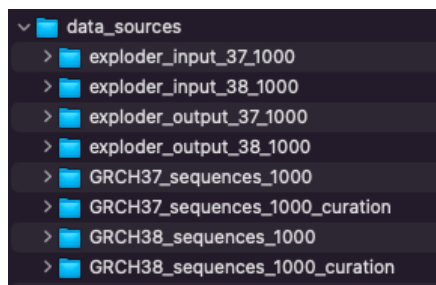 data_sources
exploder_input_37_1000
exploder_input_38_1000
exploder_output_37_1000
exploder_output_38_1000
GRCH37_sequences_1000
GRCH37_sequences_1000_curation
GRCH38_sequences_1000
GRCH38_sequences_1000_curation